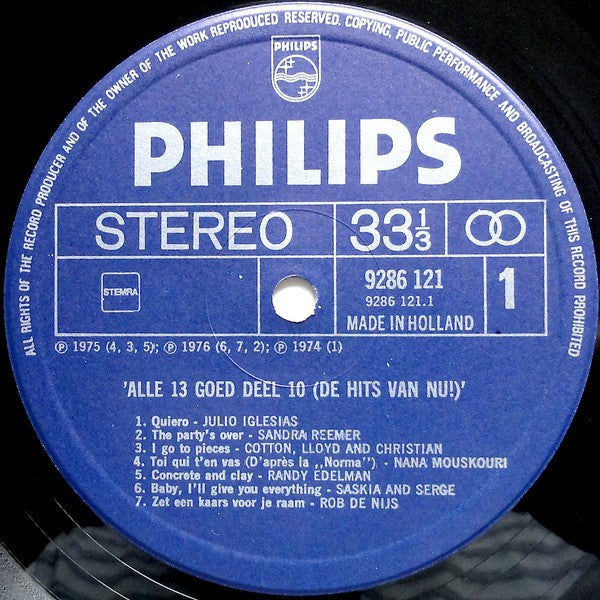 ALL RIGHTS OF THE RECORD PRODUCER AND OF THE OWNER OF THE WORK REPRODUCED RESERVED. COPYING, PUBLIC PERFORMANCE AND BROADCASTING OF THIS RECORD PROHIBITED
PHILIPS
PHILIPS
STEREO
33⅓
STEMRA
9286 121
9286 121.1
MADE IN HOLLAND
1
Ⓟ 1975 (4, 3, 5); Ⓟ 1976 (6, 7, 2); Ⓟ 1974 (1)
'ALLE 13 GOED DEEL 10 (DE HITS VAN NU!)'
1. Quiero - JULIO IGLESIAS
2. The party's over - SANDRA REEMER
3. I go to pieces - COTTON, LLOYD AND CHRISTIAN
4. Toi qui t'en vas (D'après la ,,Norma'') - NANA MOUSKOURI
5. Concrete and clay - RANDY EDELMAN
6. Baby, I'll give you everything - SASKIA AND SERGE
7. Zet een kaars voor je raam - ROB DE NIJS